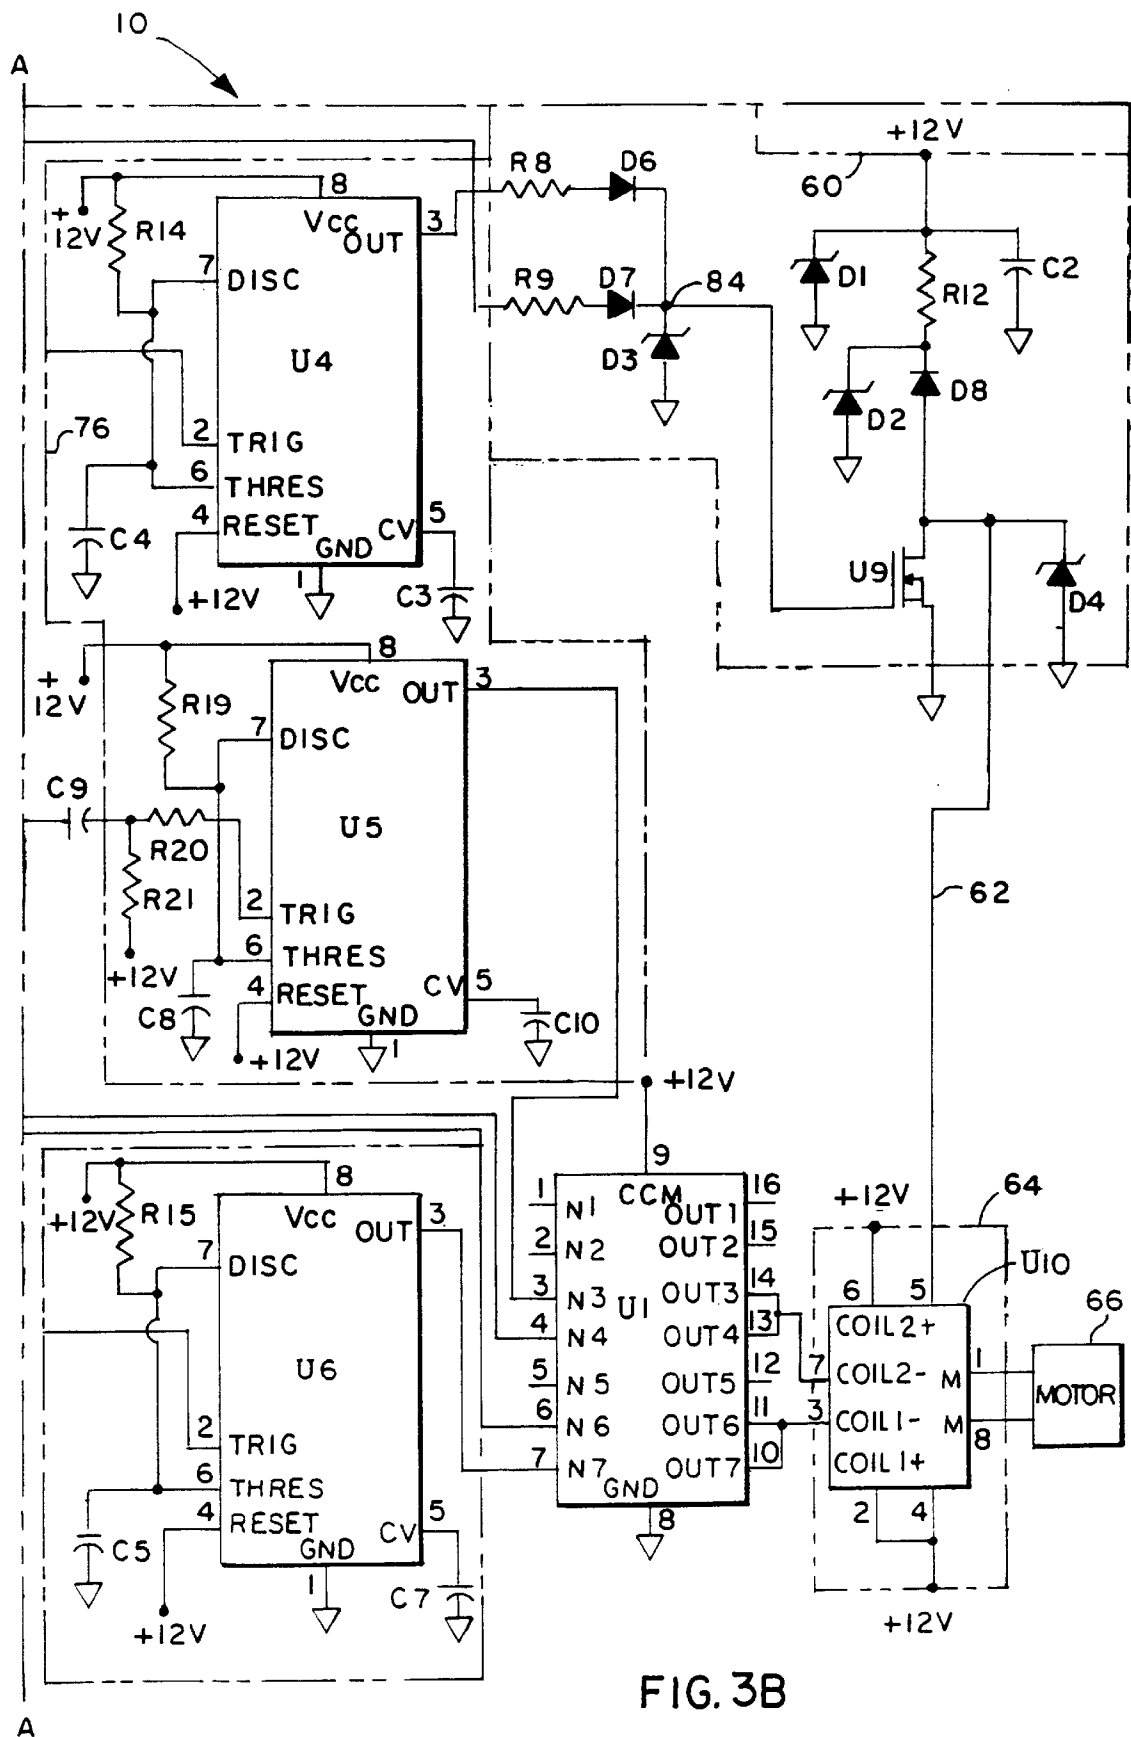 10
A
+12V
60
R8
D6
8
+
12V
R14
VCC
OUT
3
7
DISC
R9
D7
84
D1
R12
C2
U4
D3
D2
D8
76
2
TRIG
6
THRES
4
RESET
CV
5
GND
1
C4
+12V
C3
U9
D4
8
+
12V
VCC
OUT
3
R19
7
DISC
C9
U5
R20
R21
2
TRIG
62
+12V
6
THRES
4
RESET
CV
5
GND
1
C8
+12V
C10
+12V
9
8
+12V
R15
VCC
OUT
3
7
DISC
1
N1
CCM
OUT1
16
2
N2
OUT2
15
3
N3
U1
OUT3
14
4
N4
OUT4
13
5
N5
OUT5
12
6
N6
OUT6
11
7
N7
OUT7
10
GND
8
+12V
64
U10
6
5
COIL2+
66
7
COIL2-
M
1
MOTOR
3
COIL1-
M
8
COIL1+
2
4
+12V
U6
2
TRIG
6
THRES
4
RESET
CV
5
GND
1
C5
C7
+12V
FIG. 3B
A